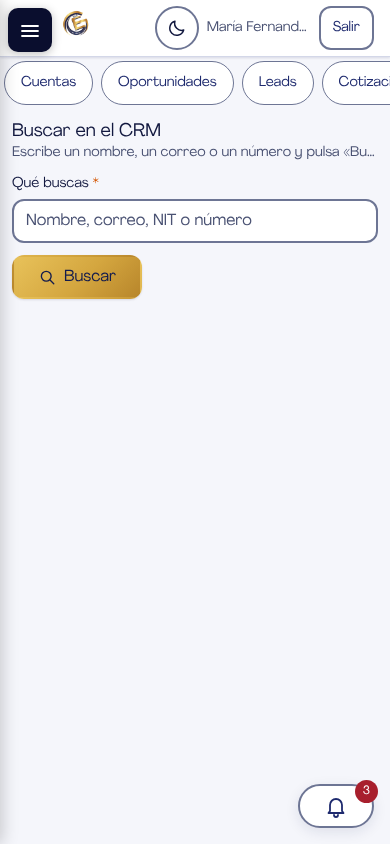 María Fernand...
Salir
Cuentas
Oportunidades
Leads
Cotizaci
Buscar en el CRM
Escribe un nombre, un correo o un número y pulsa «Bu...
Qué buscas *
Nombre, correo, NIT o número
Buscar
3